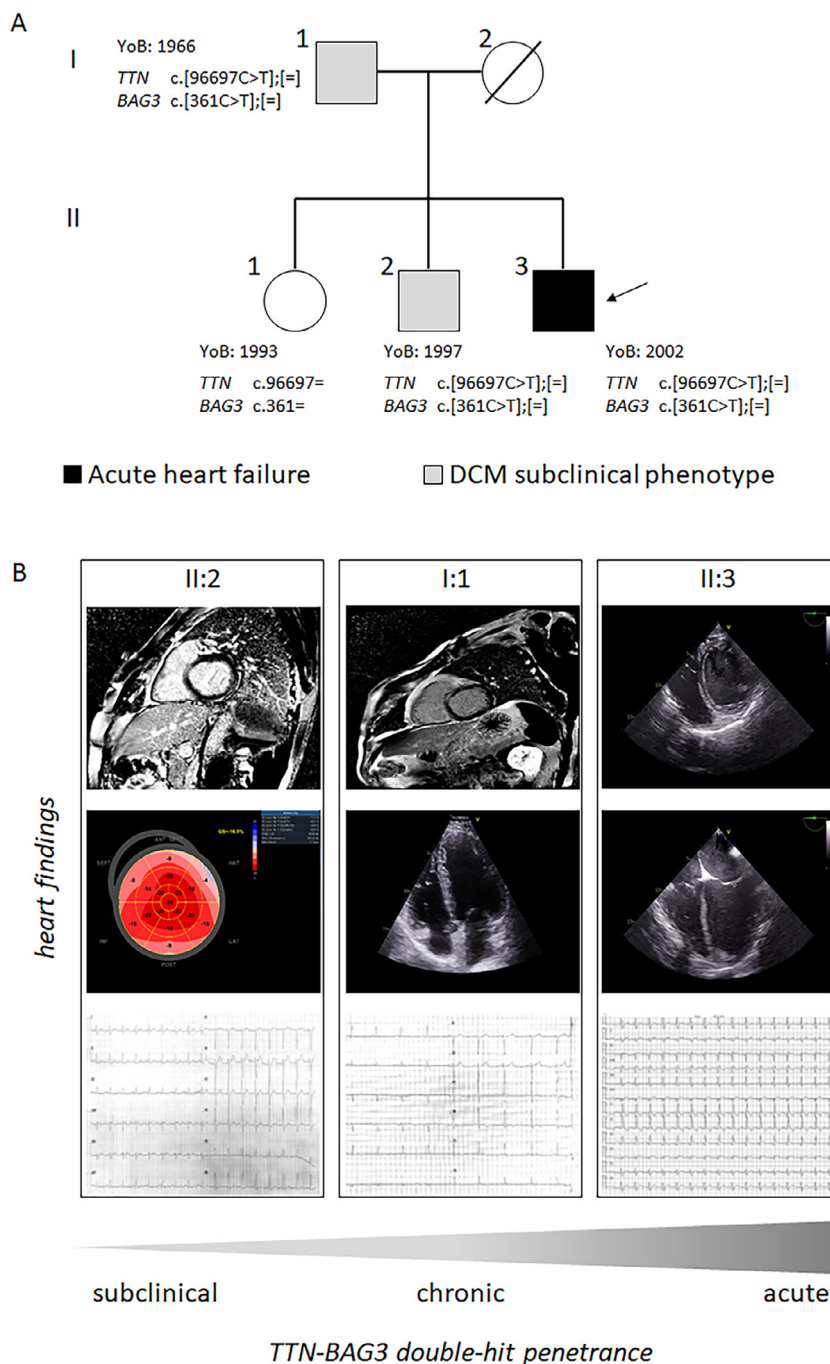 A
I
YoB: 1966
TTN c.[96697C>T];[=]
BAG3 c.[361C>T];[=]
1
2
II
1
2
3
YoB: 1993
TTN c.96697=
BAG3 c.361=
YoB: 1997
TTN c.[96697C>T];[=]
BAG3 c.[361C>T];[=]
YoB: 2002
TTN c.[96697C>T];[=]
BAG3 c.[361C>T];[=]
Acute heart failure
DCM subclinical phenotype
B
II:2
I:1
II:3
heart findings
V
V
V
ANT
LAT
POST
INF
SEPT
subclinical
chronic
acute
TTN-BAG3 double-hit penetrance